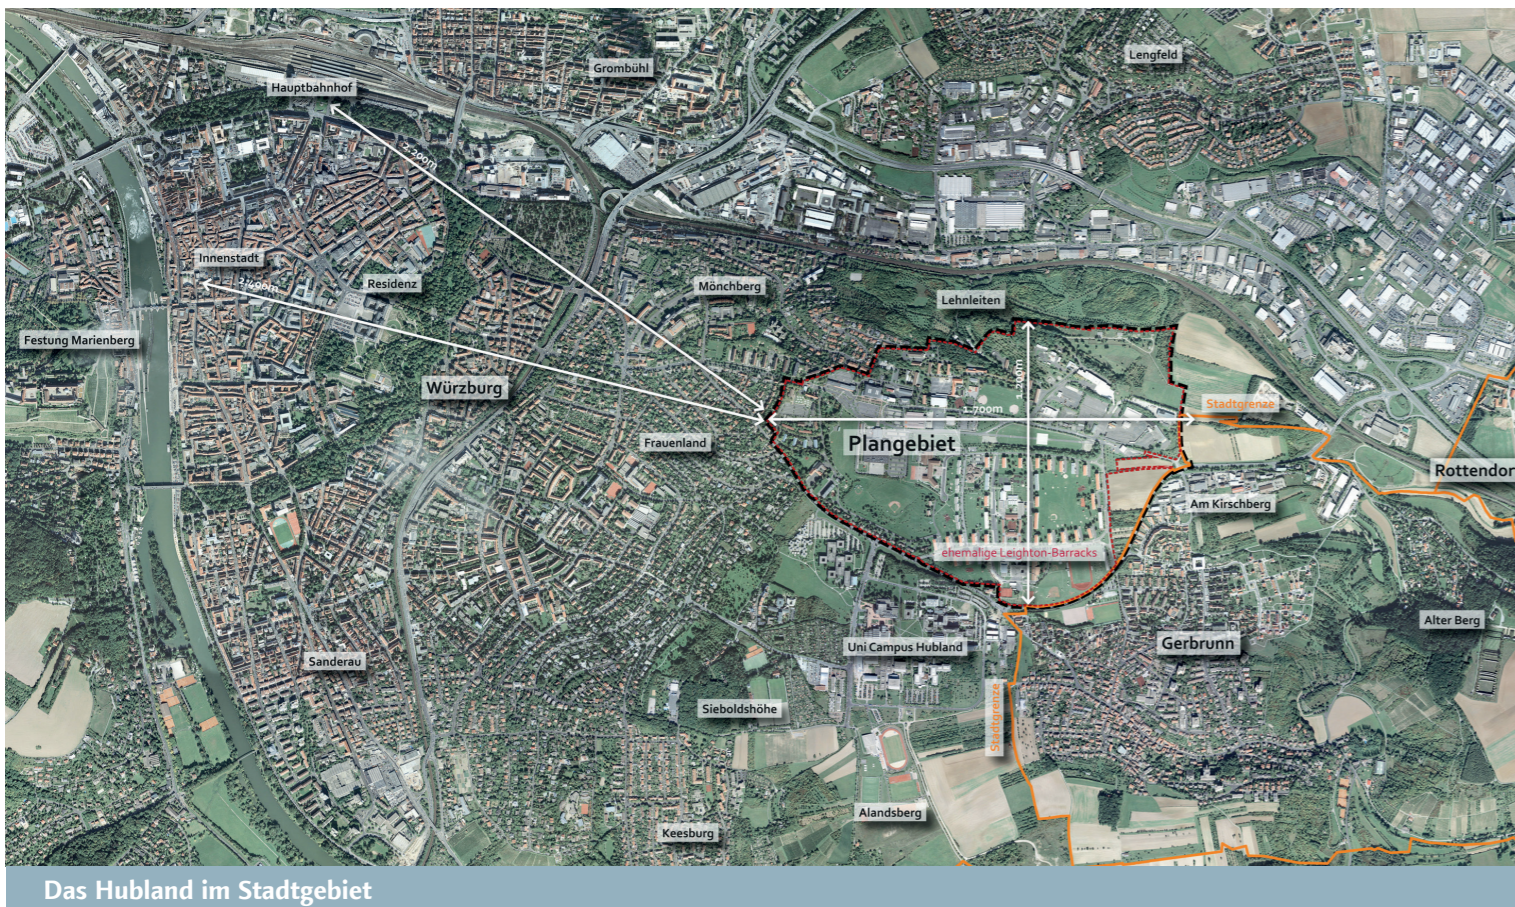 Hauptbahnhof
Grombühl
Lengfeld
2.200m
Innenstadt
2.400m
Residenz
Mönchberg
Lehnleiten
Festung Marienberg
Würzburg
1.200m
1.700m
Stadtgrenze
Frauenland
Plangebiet
Rottendor
Am Kirschberg
ehemalige Leighton-Barracks
Alter Berg
Uni Campus Hubland
Gerbrunn
Sanderau
Sieboldshöhe
Stadtgrenze
Alandsberg
Keesburg
Das Hubland im Stadtgebiet